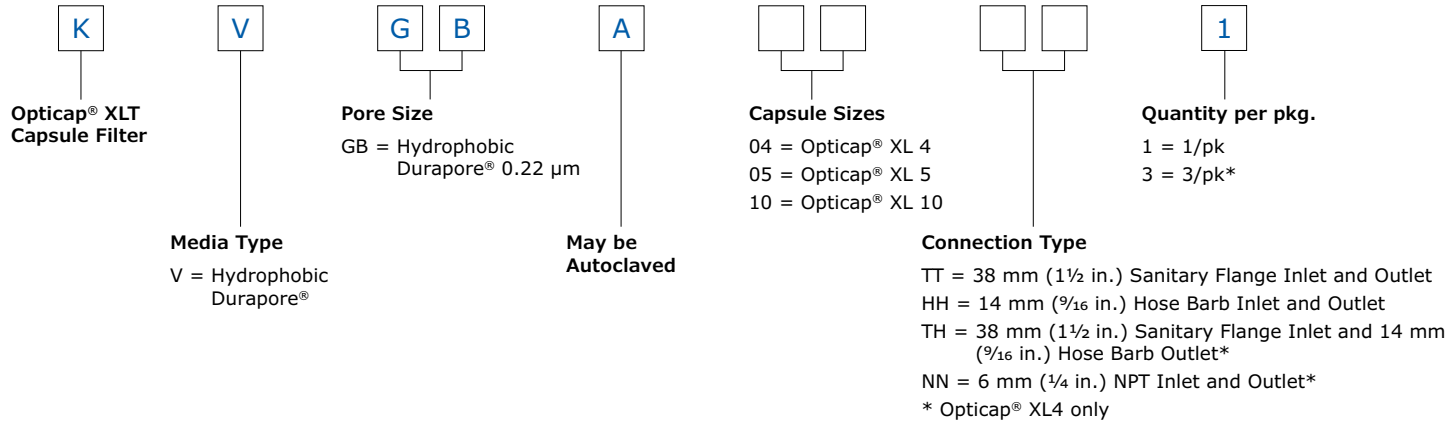 K V G B A 1
Opticap® XLT
Capsule Filter
Media Type
V = Hydrophobic
Durapore®
Pore Size
GB = Hydrophobic
Durapore® 0.22 µm
May be
Autoclaved
Capsule Sizes
04 = Opticap® XL 4
05 = Opticap® XL 5
10 = Opticap® XL 10
Connection Type
TT = 38 mm (1½ in.) Sanitary Flange Inlet and Outlet
HH = 14 mm (⁹⁄₁₆ in.) Hose Barb Inlet and Outlet
TH = 38 mm (1½ in.) Sanitary Flange Inlet and 14 mm
(⁹⁄₁₆ in.) Hose Barb Outlet*
NN = 6 mm (¼ in.) NPT Inlet and Outlet*
* Opticap® XL4 only
Quantity per pkg.
1 = 1/pk
3 = 3/pk*